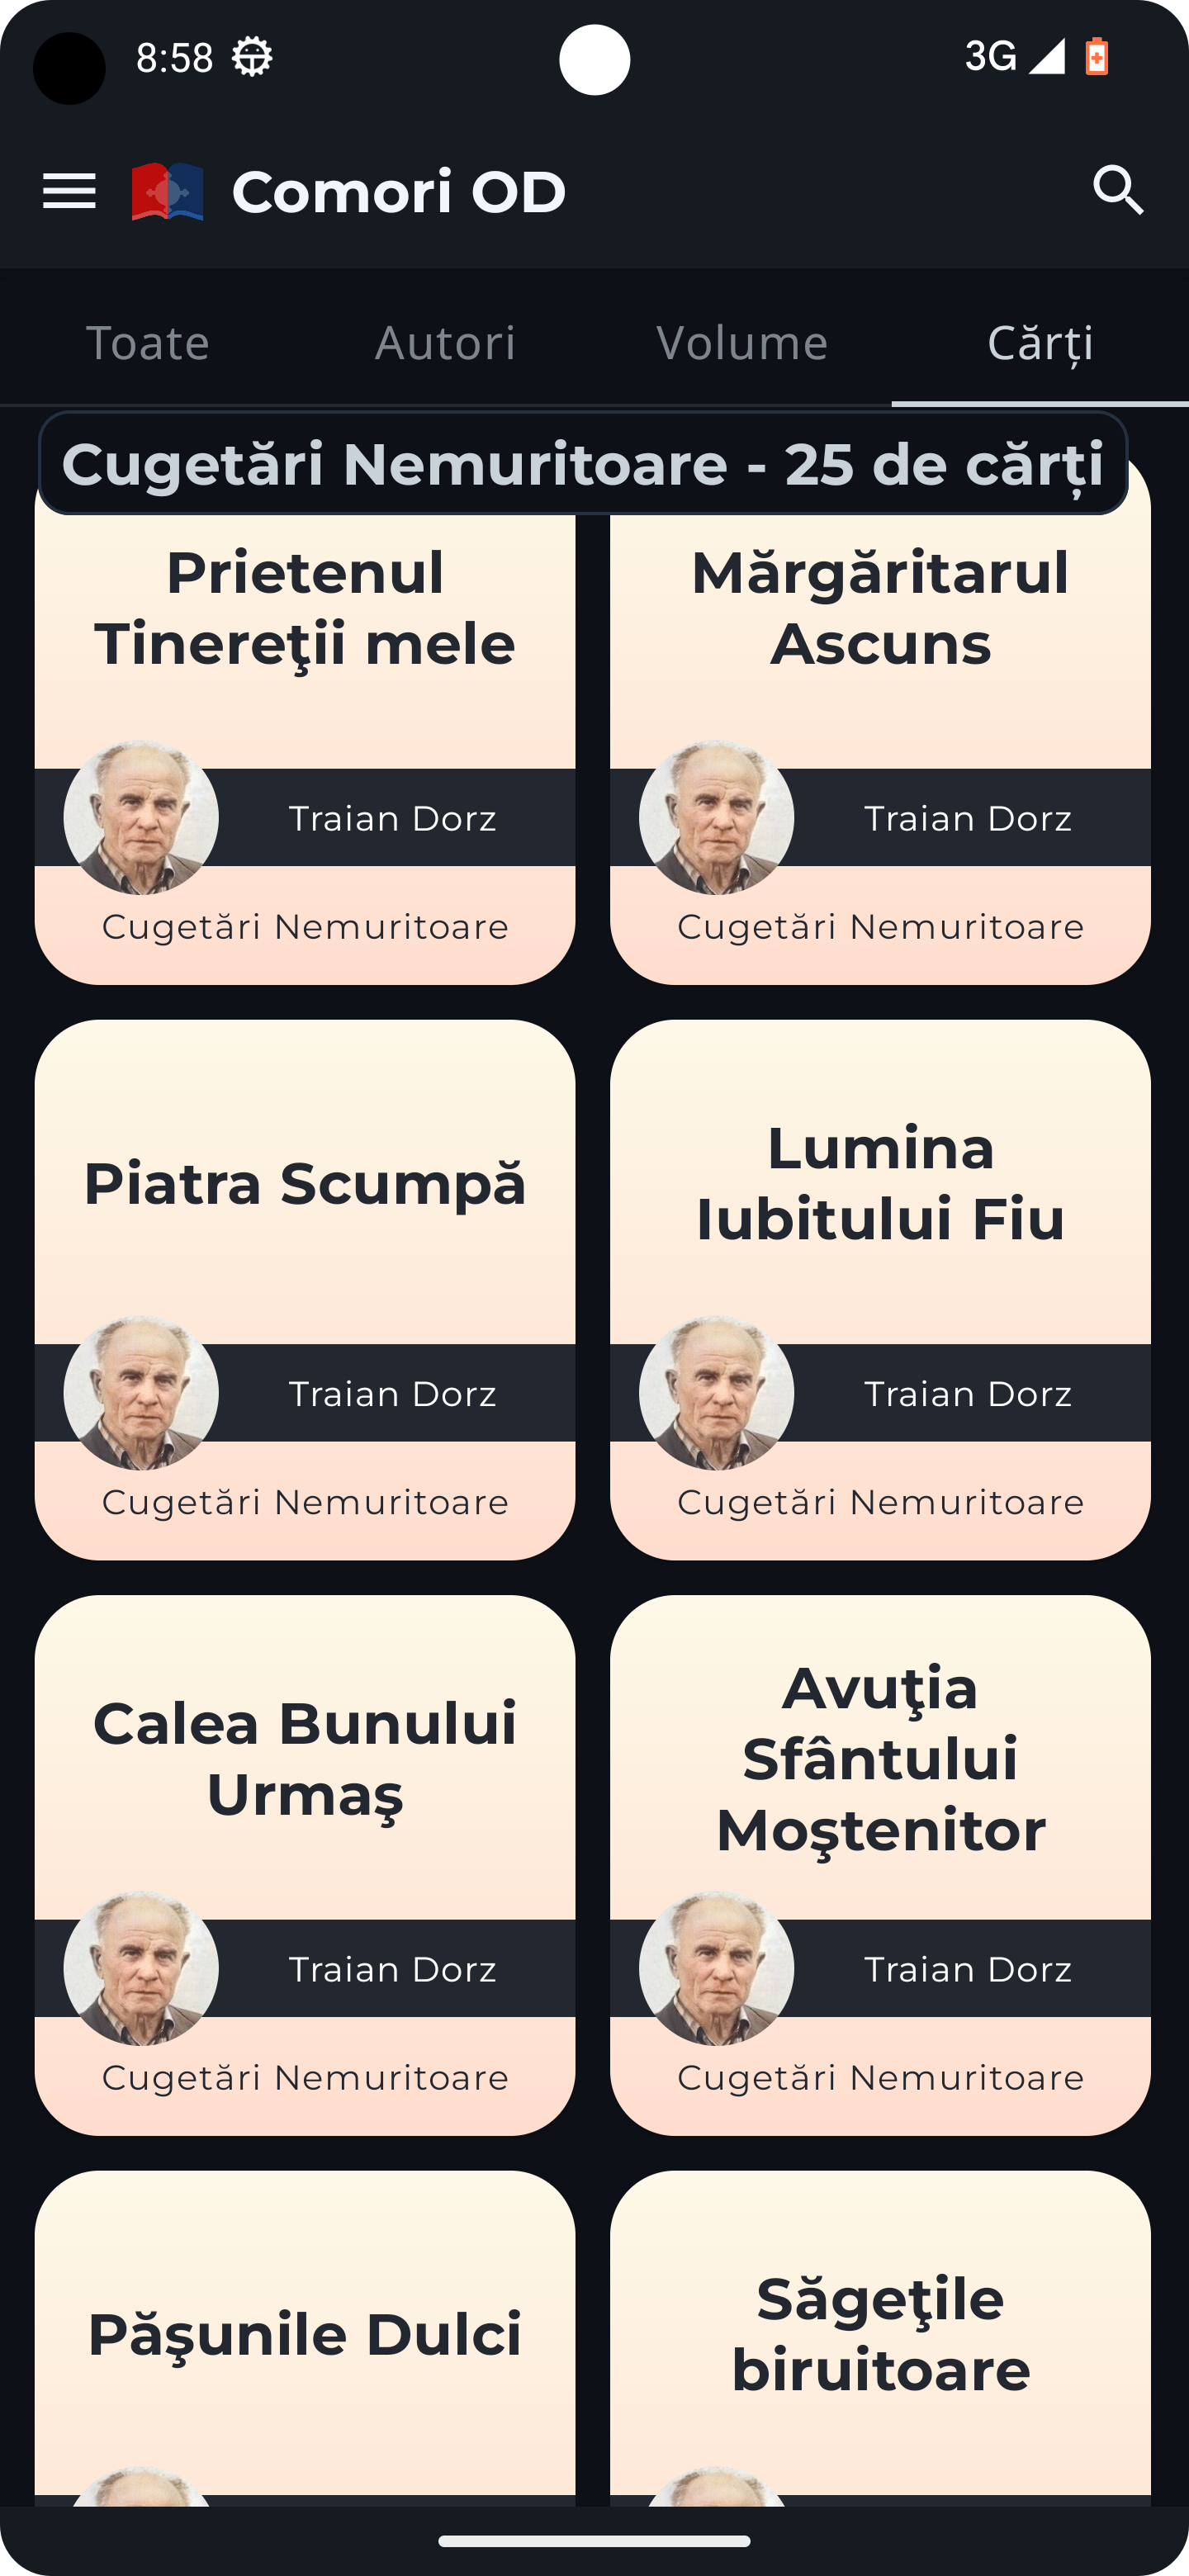 8:58
3G
Comori OD
Toate
Autori
Volume
Cărți
Cugetări Nemuritoare - 25 de cărți
Prietenul
Tinereţii mele
Traian Dorz
Cugetări Nemuritoare
Mărgăritarul
Ascuns
Traian Dorz
Cugetări Nemuritoare
Piatra Scumpă
Traian Dorz
Cugetări Nemuritoare
Lumina
Iubitului Fiu
Traian Dorz
Cugetări Nemuritoare
Calea Bunului
Urmaş
Traian Dorz
Cugetări Nemuritoare
Avuţia
Sfântului
Moştenitor
Traian Dorz
Cugetări Nemuritoare
Păşunile Dulci
Săgeţile
biruitoare